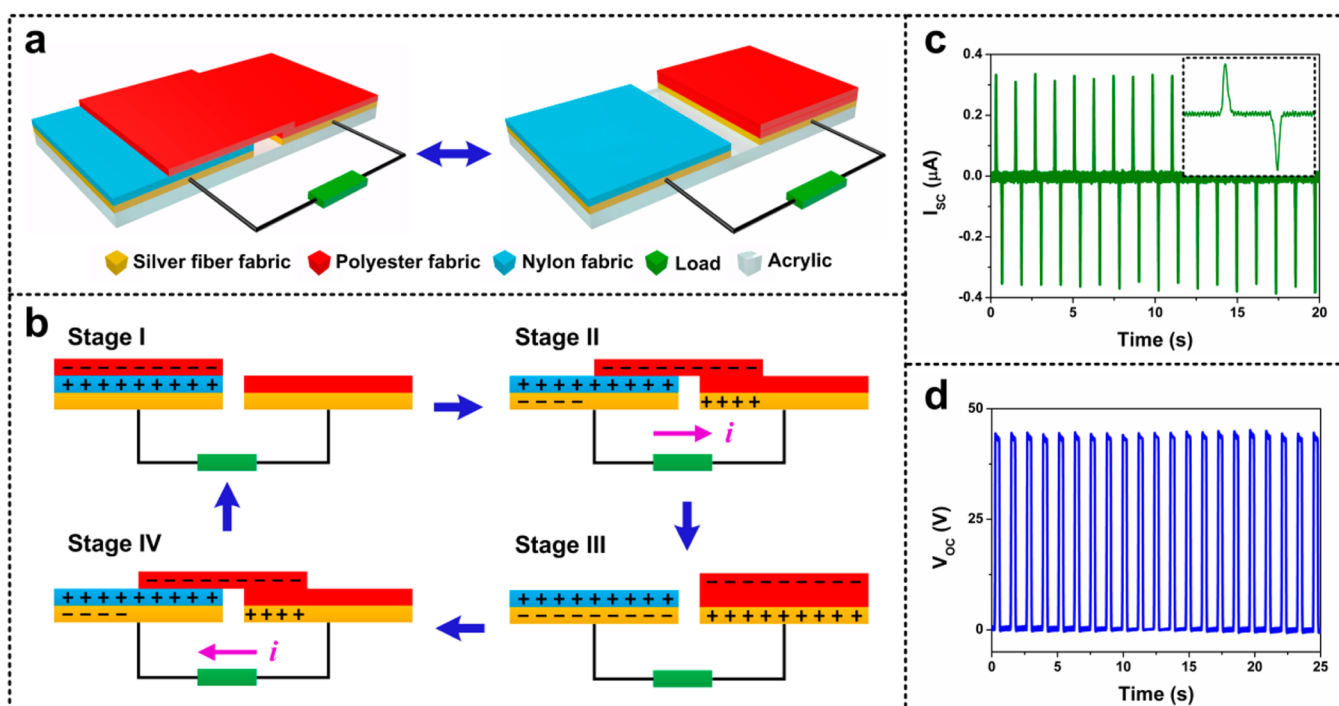 a
Silver fiber fabric Polyester fabric Nylon fabric Load Acrylic
b
Stage I
− − − − − − − − −
+ + + + + + + + +
Stage II
− − − − − − − − −
+ + + + + + + + +
− − − − + + + +
i
Stage IV
− − − − − − − − −
+ + + + + + + + +
− − − − + + + +
i
Stage III
− − − − − − − −
+ + + + + + + + +
− − − − − − − − + + + + + + + + +
c
I_SC (μA)
0.4
0.2
0.0
-0.2
-0.4
0 5 10 15 20
Time (s)
d
V_OC (V)
50
25
0
0 5 10 15 20 25
Time (s)